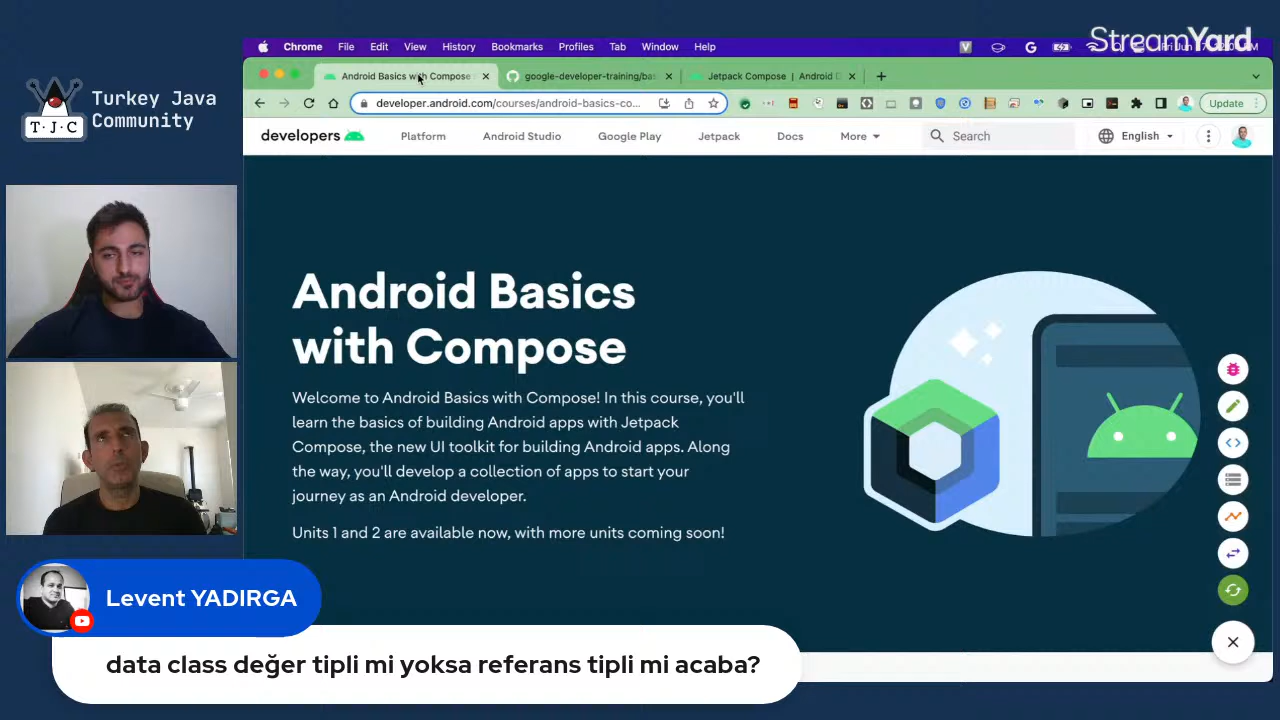 StreamYard
Chrome File Edit View History Bookmarks Profiles Tab Window Help
Android Basics with Compose
google-developer-training/bas
Jetpack Compose | Android D
developer.android.com/courses/android-basics-co...
Update
Turkey Java
Community
T·J·C
developers
Platform Android Studio Google Play Jetpack Docs More
Search
English
Android Basics
with Compose
Welcome to Android Basics with Compose! In this course, you'll
learn the basics of building Android apps with Jetpack
Compose, the new UI toolkit for building Android apps. Along
the way, you'll develop a collection of apps to start your
journey as an Android developer.
Units 1 and 2 are available now, with more units coming soon!
Levent YADIRGA
data class değer tipli mi yoksa referans tipli mi acaba?